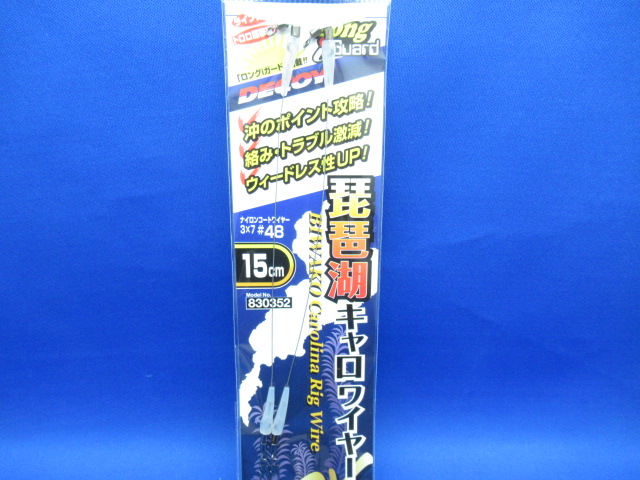 ong
Guard
「ロングiガード
DECOY
沖のポイント攻略!
絡み・トラブル激減!
ウィードレス性UP!
琵琶湖キャロワイヤー
BIWAKO Carolina Rig Wire
ナイロンコートワイヤー
3×7 #48
15cm
Model No.
830352